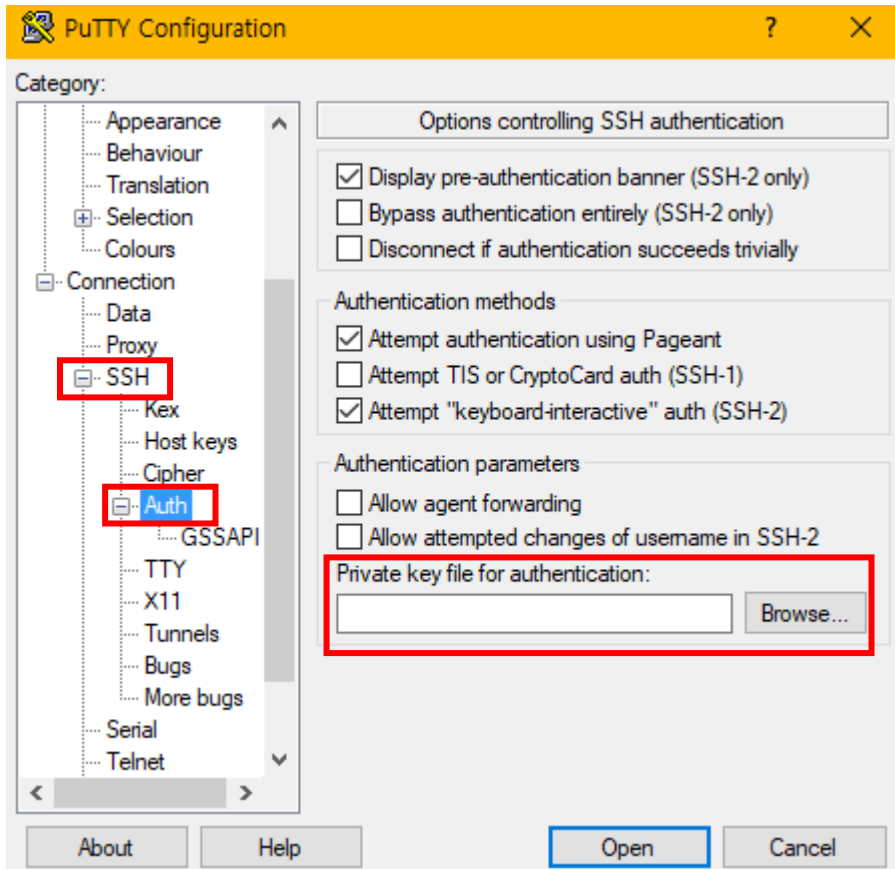 PuTTY Configuration
?
Category:
Appearance
Behaviour
Translation
Selection
Colours
Connection
Data
Proxy
SSH
Kex
Host keys
Cipher
Auth
GSSAPI
TTY
X11
Tunnels
Bugs
More bugs
Serial
Telnet
Options controlling SSH authentication
Display pre-authentication banner (SSH-2 only)
Bypass authentication entirely (SSH-2 only)
Disconnect if authentication succeeds trivially
Authentication methods
Attempt authentication using Pageant
Attempt TIS or CryptoCard auth (SSH-1)
Attempt "keyboard-interactive" auth (SSH-2)
Authentication parameters
Allow agent forwarding
Allow attempted changes of username in SSH-2
Private key file for authentication:
Browse...
About
Help
Open
Cancel